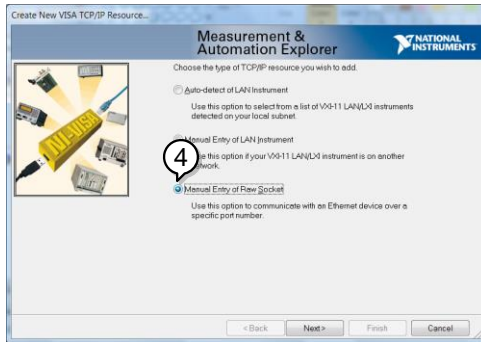 Create New VISA TCP/IP Resource...
Measurement &
Automation Explorer
NATIONAL
INSTRUMENTS
Choose the type of TCP/IP resource you wish to add.
Auto-detect of LAN Instrument
Use this option to select from a list of VXI-11 LAN/LXI instruments
detected on your local subnet.
Manual Entry of LAN Instrument
this option if your VXI-11 LAN/LXI instrument is on another
4
Manual Entry of Raw Socket
Use this option to communicate with an Ethernet device over a
specific port number.
NI-VISA
< Back
Next >
Finish
Cancel